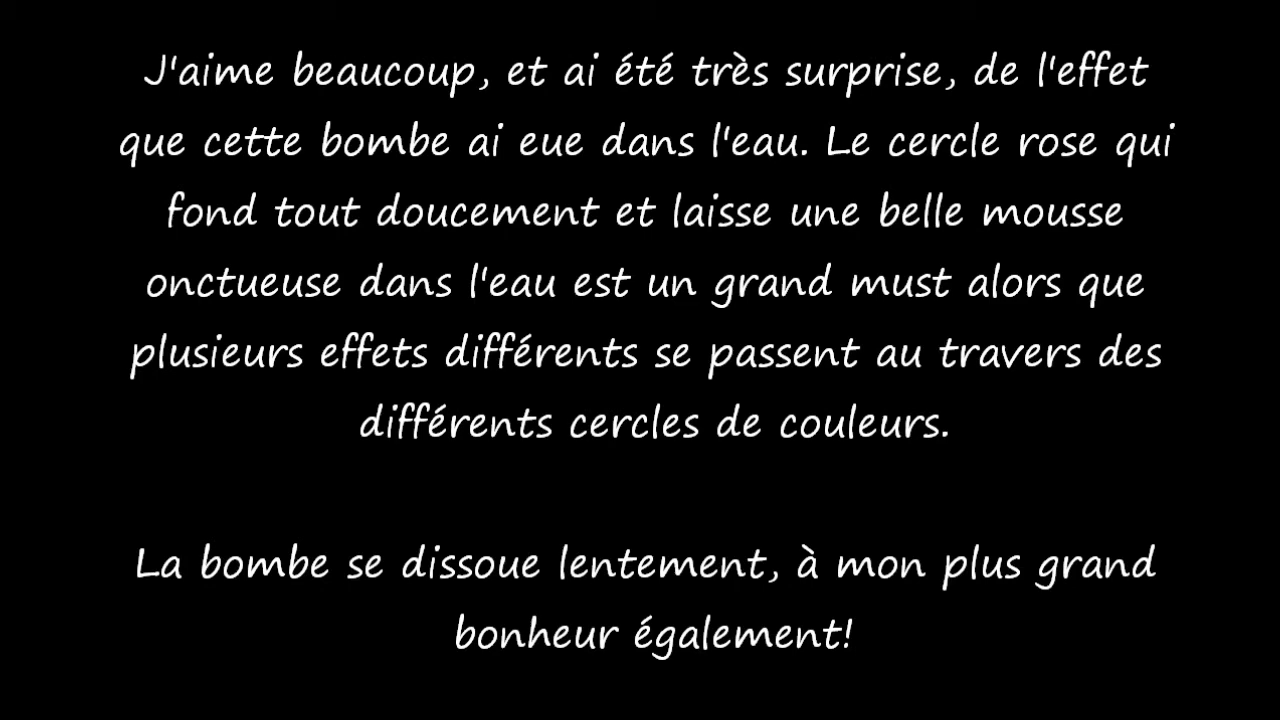 J'aime beaucoup, et ai été très surprise, de l'effet
que cette bombe ai eue dans l'eau. Le cercle rose qui
fond tout doucement et laisse une belle mousse
onctueuse dans l'eau est un grand must alors que
plusieurs effets différents se passent au travers des
différents cercles de couleurs.
La bombe se dissoue lentement, à mon plus grand
bonheur également!